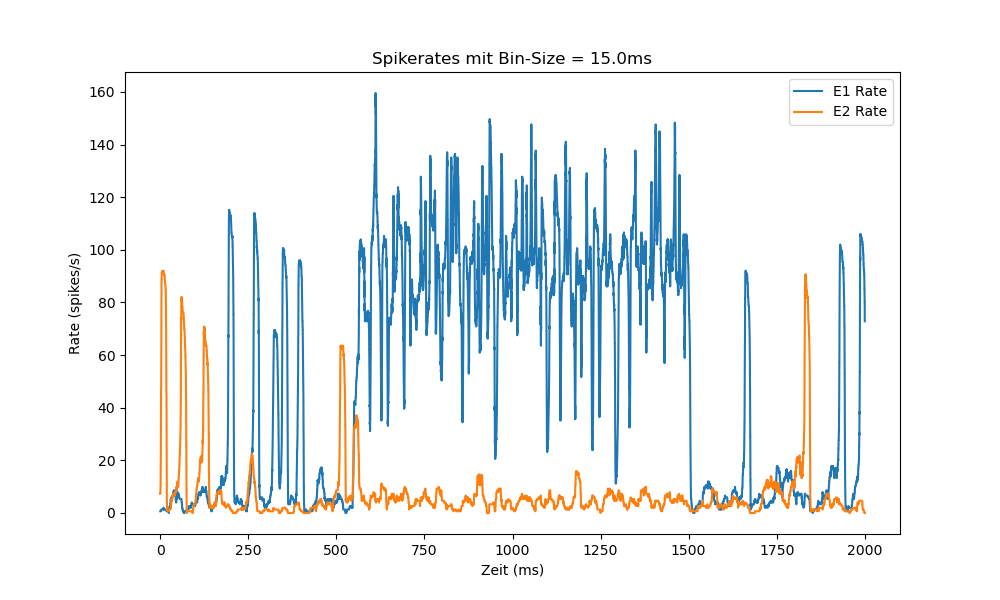 Spikerates mit Bin-Size = 15.0ms
E1 Rate
E2 Rate
Rate (spikes/s)
160
140
120
100
80
60
40
20
0
0 250 500 750 1000 1250 1500 1750 2000
Zeit (ms)